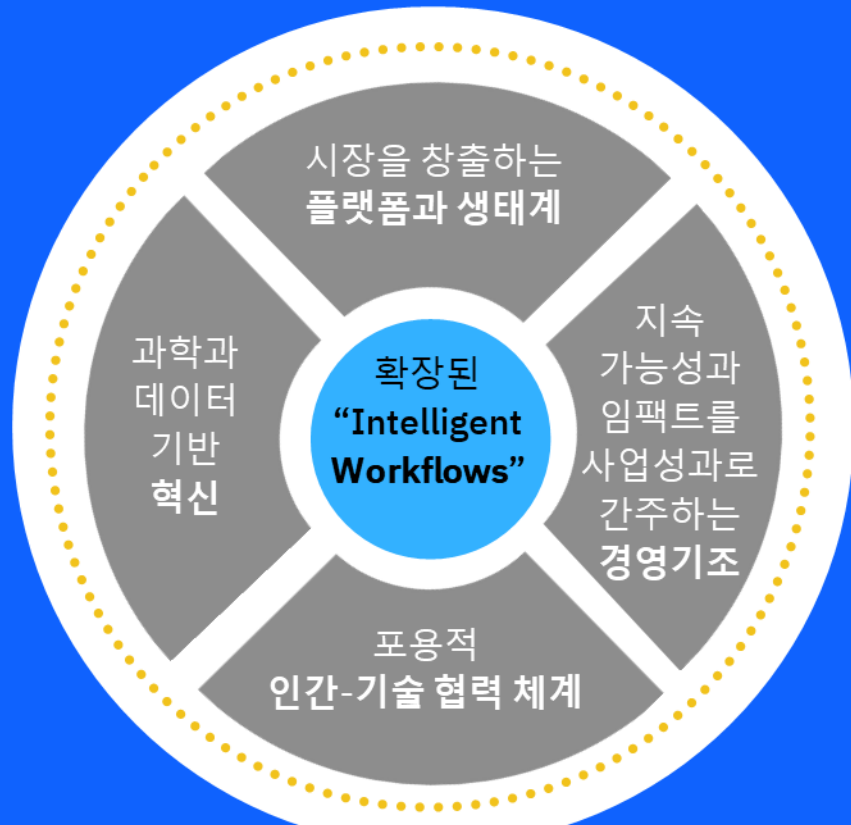 시장을 창출하는
플랫폼과 생태계
과학과
데이터
기반
혁신
확장된
“Intelligent
Workflows”
지속
가능성과
임팩트를
사업성과로
간주하는
경영기조
포용적
인간-기술 협력 체계